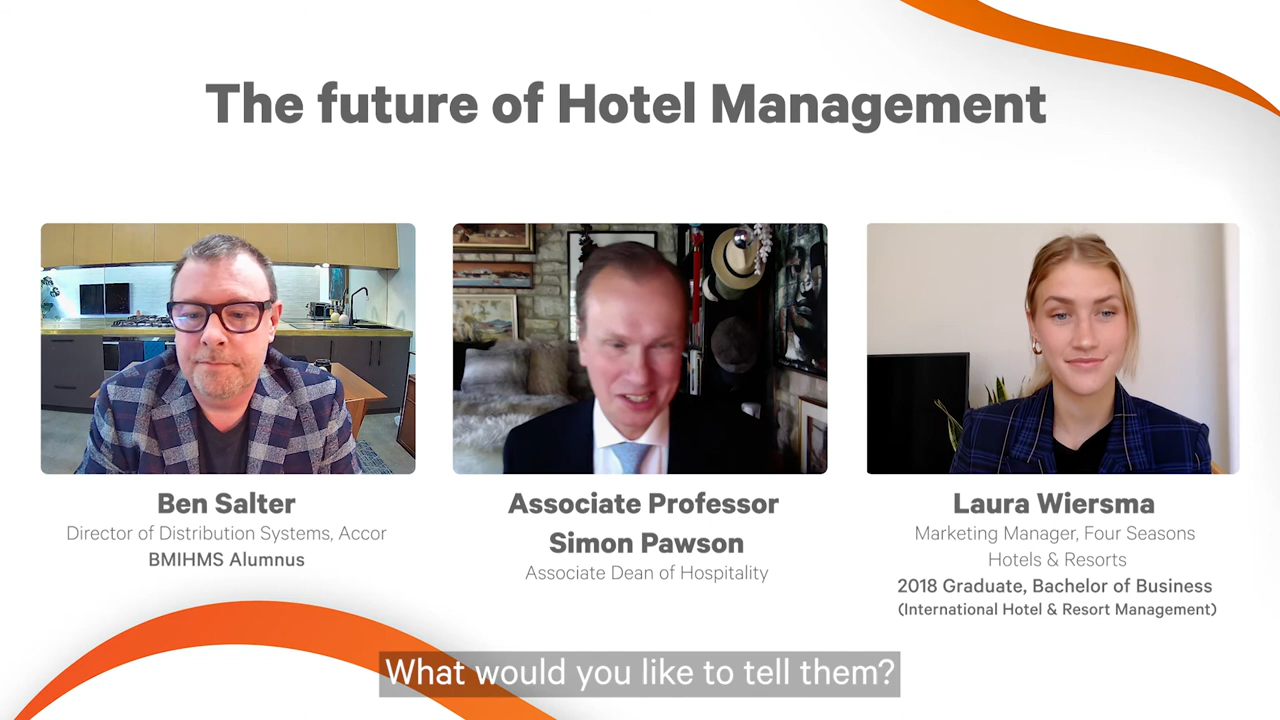 The future of Hotel Management
Ben Salter
Director of Distribution Systems, Accor
BMIHMS Alumnus
Associate Professor
Simon Pawson
Associate Dean of Hospitality
Laura Wiersma
Marketing Manager, Four Seasons
Hotels & Resorts
2018 Graduate, Bachelor of Business
(International Hotel & Resort Management)
What would you like to tell them?